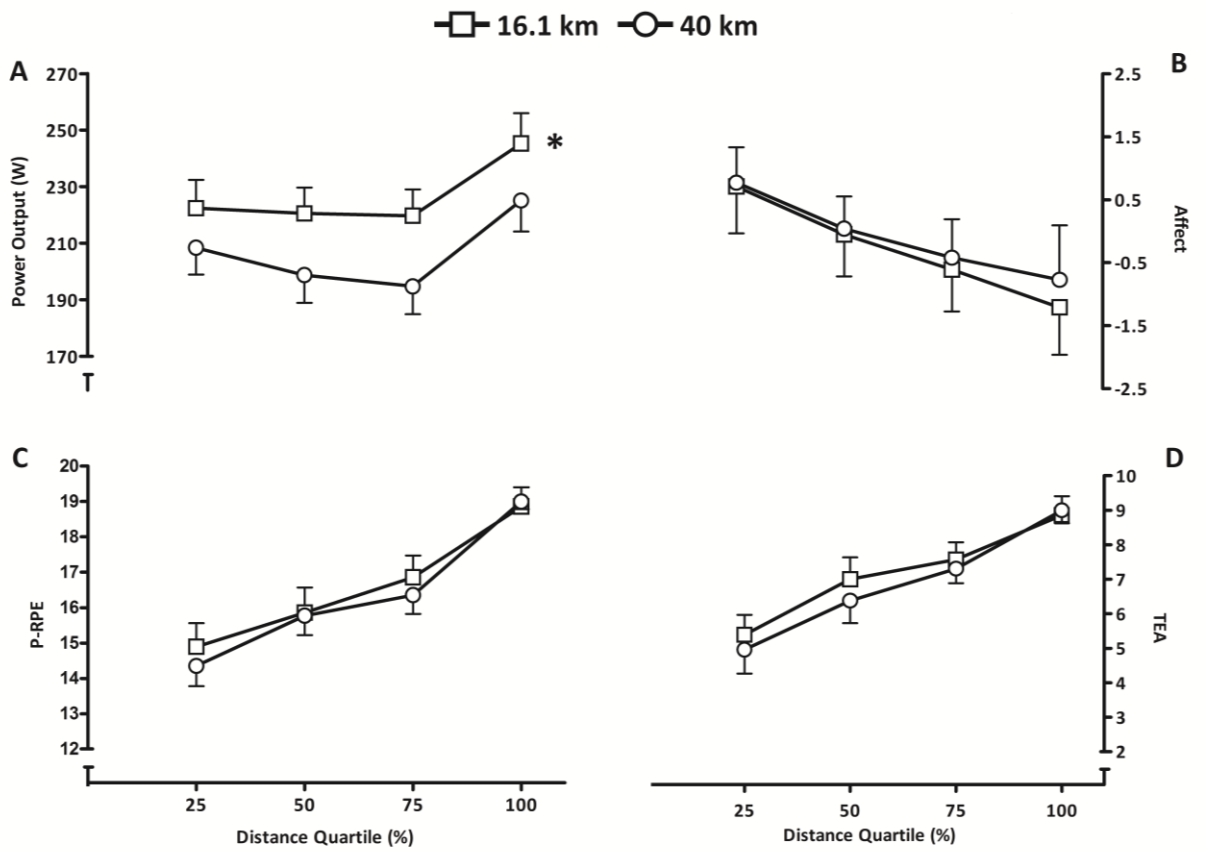 16.1 km 40 km
A
270
250
230
210
190
170
Power Output (W)
*
B
2.5
1.5
0.5
-0.5
-1.5
-2.5
Affect
C
20
19
18
17
16
15
14
13
12
P-RPE
25 50 75 100
Distance Quartile (%)
D
10
9
8
7
6
5
4
3
2
TEA
25 50 75 100
Distance Quartile (%)